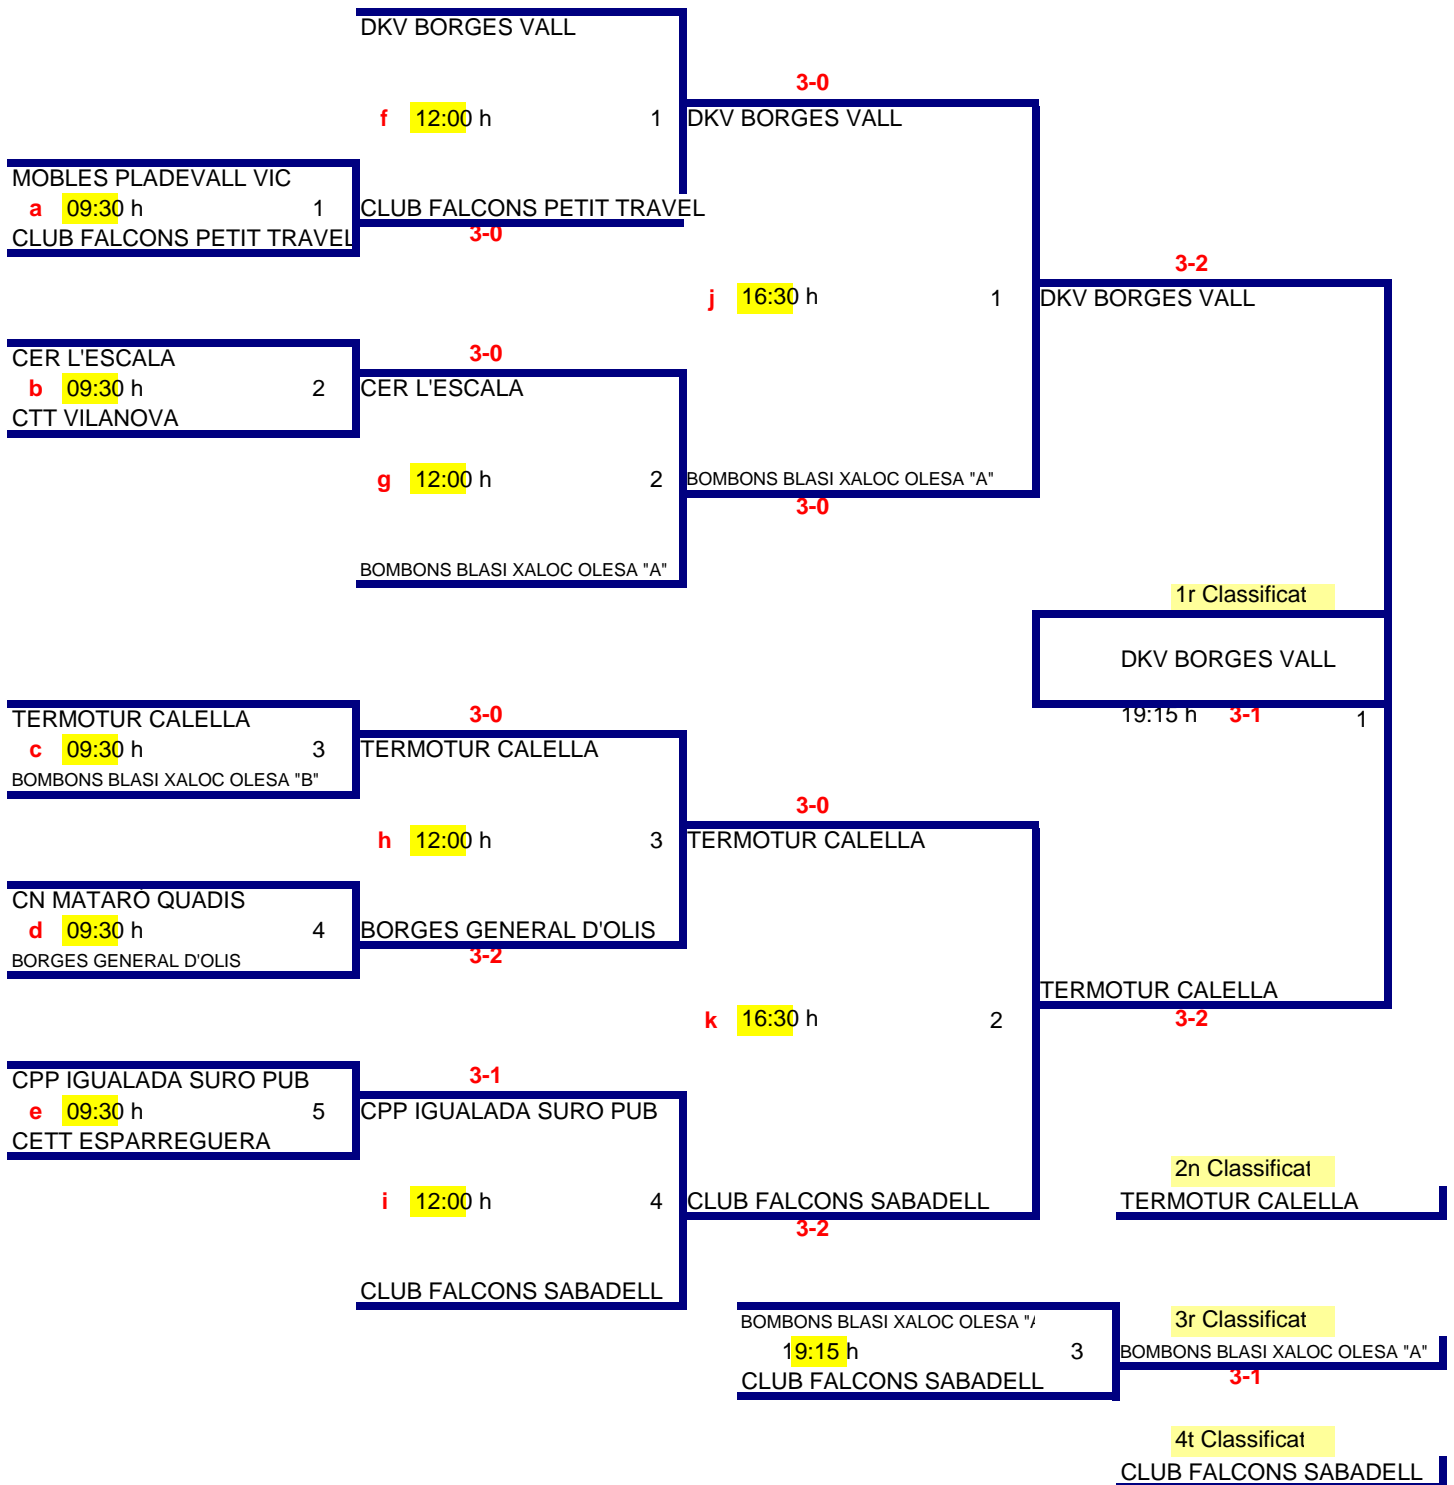 DKV BORGES VALL
3-0
f 12:00 h 1 DKV BORGES VALL
MOBLES PLADEVALL VIC
a 09:30 h 1 CLUB FALCONS PETIT TRAVEL
CLUB FALCONS PETIT TRAVEL 3-0
3-2
j 16:30 h 1 DKV BORGES VALL
CER L'ESCALA 3-0
b 09:30 h 2 CER L'ESCALA
CTT VILANOVA
g 12:00 h 2 BOMBONS BLASI XALOC OLESA "A"
3-0
BOMBONS BLASI XALOC OLESA "A"
1r Classificat
DKV BORGES VALL
TERMOTUR CALELLA 3-0 19:15 h 3-1 1
c 09:30 h 3 TERMOTUR CALELLA
BOMBONS BLASI XALOC OLESA "B"
3-0
h 12:00 h 3 TERMOTUR CALELLA
CN MATARÓ QUADIS
d 09:30 h 4 BORGES GENERAL D'OLIS
BORGES GENERAL D'OLIS 3-2
TERMOTUR CALELLA
k 16:30 h 2 3-2
CPP IGUALADA SURO PUB 3-1
e 09:30 h 5 CPP IGUALADA SURO PUB
CETT ESPARREGUERA
2n Classificat
i 12:00 h 4 CLUB FALCONS SABADELL TERMOTUR CALELLA
3-2
CLUB FALCONS SABADELL
BOMBONS BLASI XALOC OLESA 3r Classificat
19:15 h 3 BOMBONS BLASI XALOC OLESA "A"
CLUB FALCONS SABADELL 3-1
4t Classificat
CLUB FALCONS SABADELL